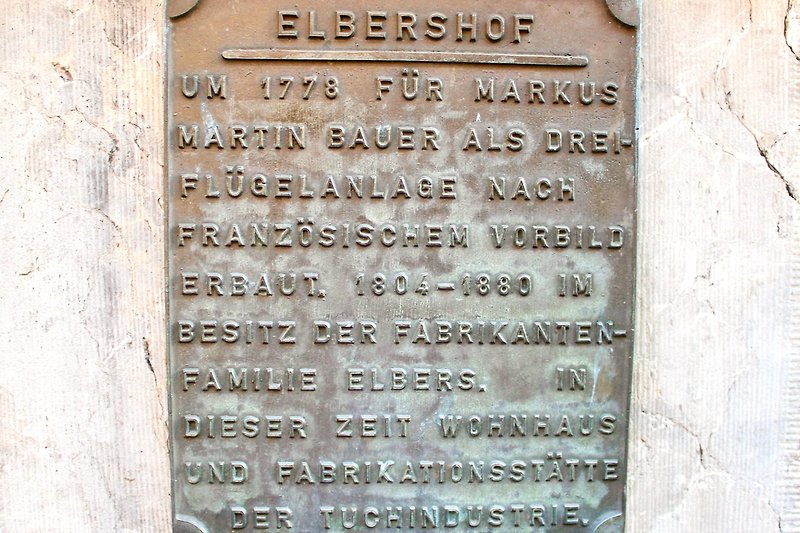 ELBERSHOF
UM 1778 FÜR MARKUS
MARTIN BAUER ALS DREI-
FLÜGELANLAGE NACH
FRANZÖSISCHEM VORBILD
ERBAUT. 1804-1880 IM
BESITZ DER FABRIKANTEN-
FAMILIE ELBERS. IN
DIESER ZEIT WOHNHAUS
UND FABRIKATIONSSTÄTTE
DER TUCHINDUSTRIE.